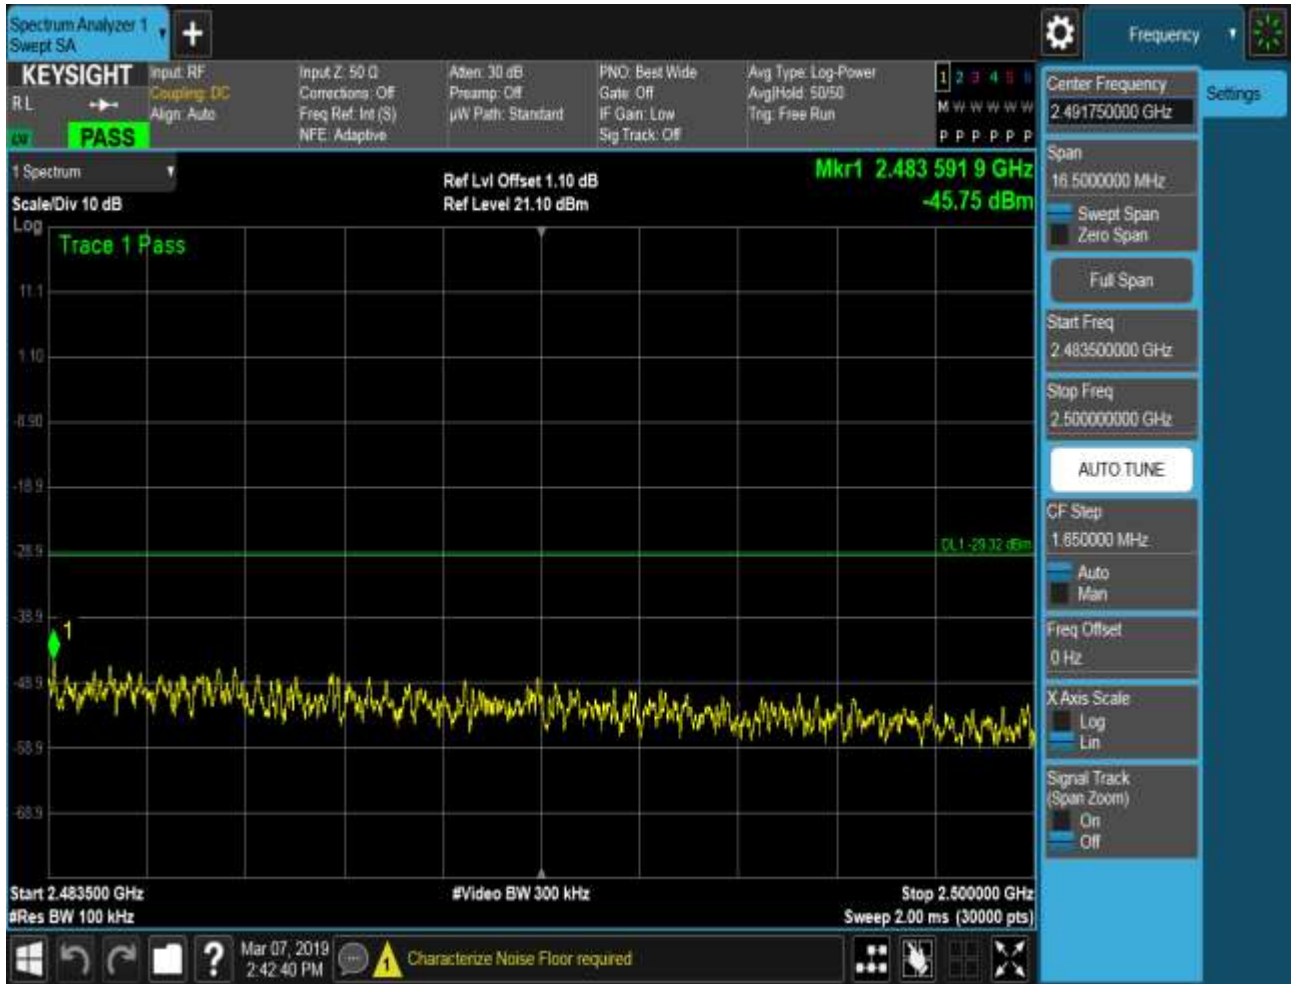 Spectrum Analyzer 1
Swept SA
+
Frequency
KEYSIGHT
R L
LW
PASS
Input: RF
Coupling: DC
Align: Auto
Input Z: 50 Ω
Corrections: Off
Freq Ref: Int (S)
NFE: Adaptive
Atten: 30 dB
Preamp: Off
µW Path: Standard
PNO: Best Wide
Gate: Off
IF Gain: Low
Sig Track: Off
Avg Type: Log-Power
Avg|Hold: 50/50
Trig: Free Run
1 2 3 4 5 6
M W W W W W
P P P P P P
1 Spectrum
Scale/Div 10 dB
Log
Ref Lvl Offset 1.10 dB
Ref Level 21.10 dBm
Mkr1 2.483 591 9 GHz
-45.75 dBm
Trace 1 Pass
11.1
1.10
-8.90
-18.9
-28.9
-38.9
-48.9
-58.9
-68.9
DL1 -29.32 dBm
1
Start 2.483500 GHz
#Res BW 100 kHz
#Video BW 300 kHz
Stop 2.500000 GHz
Sweep 2.00 ms (30000 pts)
Center Frequency
2.491750000 GHz
Settings
Span
16.5000000 MHz
Swept Span
Zero Span
Full Span
Start Freq
2.483500000 GHz
Stop Freq
2.500000000 GHz
AUTO TUNE
CF Step
1.650000 MHz
Auto
Man
Freq Offset
0 Hz
X Axis Scale
Log
Lin
Signal Track
(Span Zoom)
On
Off
?
Mar 07, 2019
2:42:40 PM
1
Characterize Noise Floor required